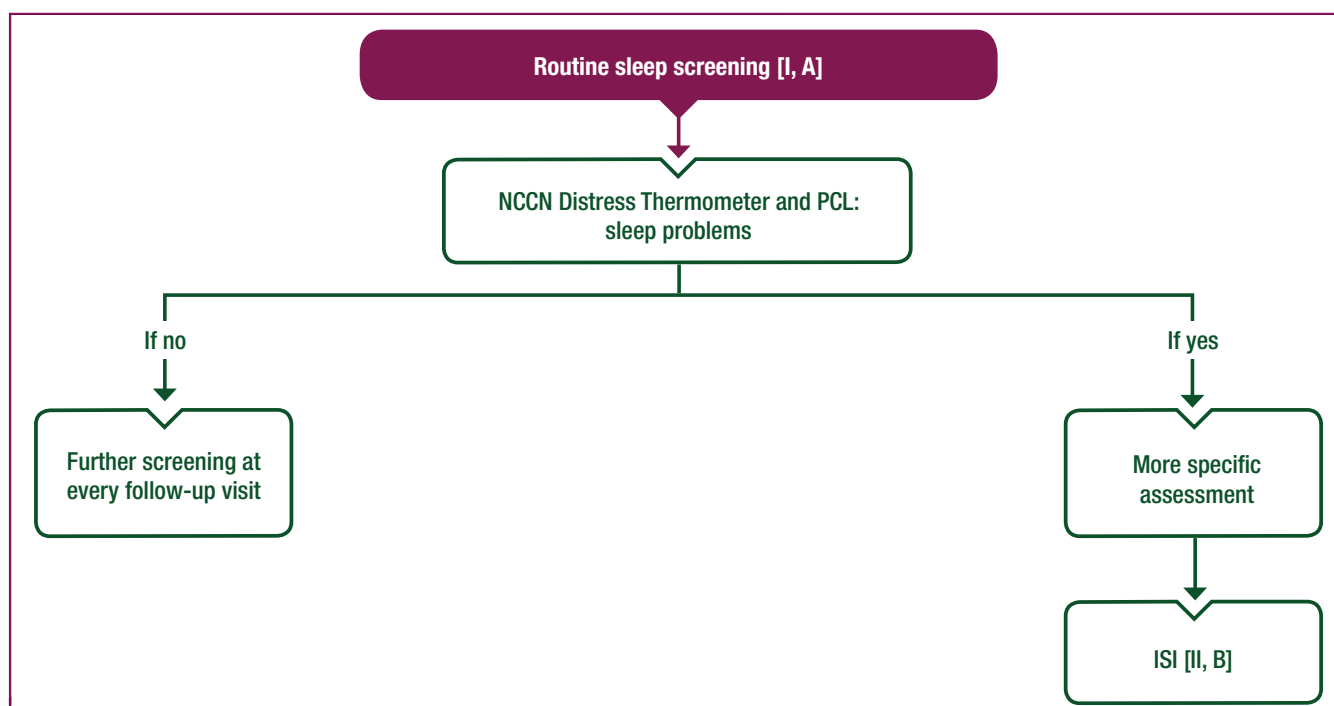 Routine sleep screening [I, A]
NCCN Distress Thermometer and PCL:
sleep problems
If no
If yes
Further screening at
every follow-up visit
More specific
assessment
ISI [II, B]